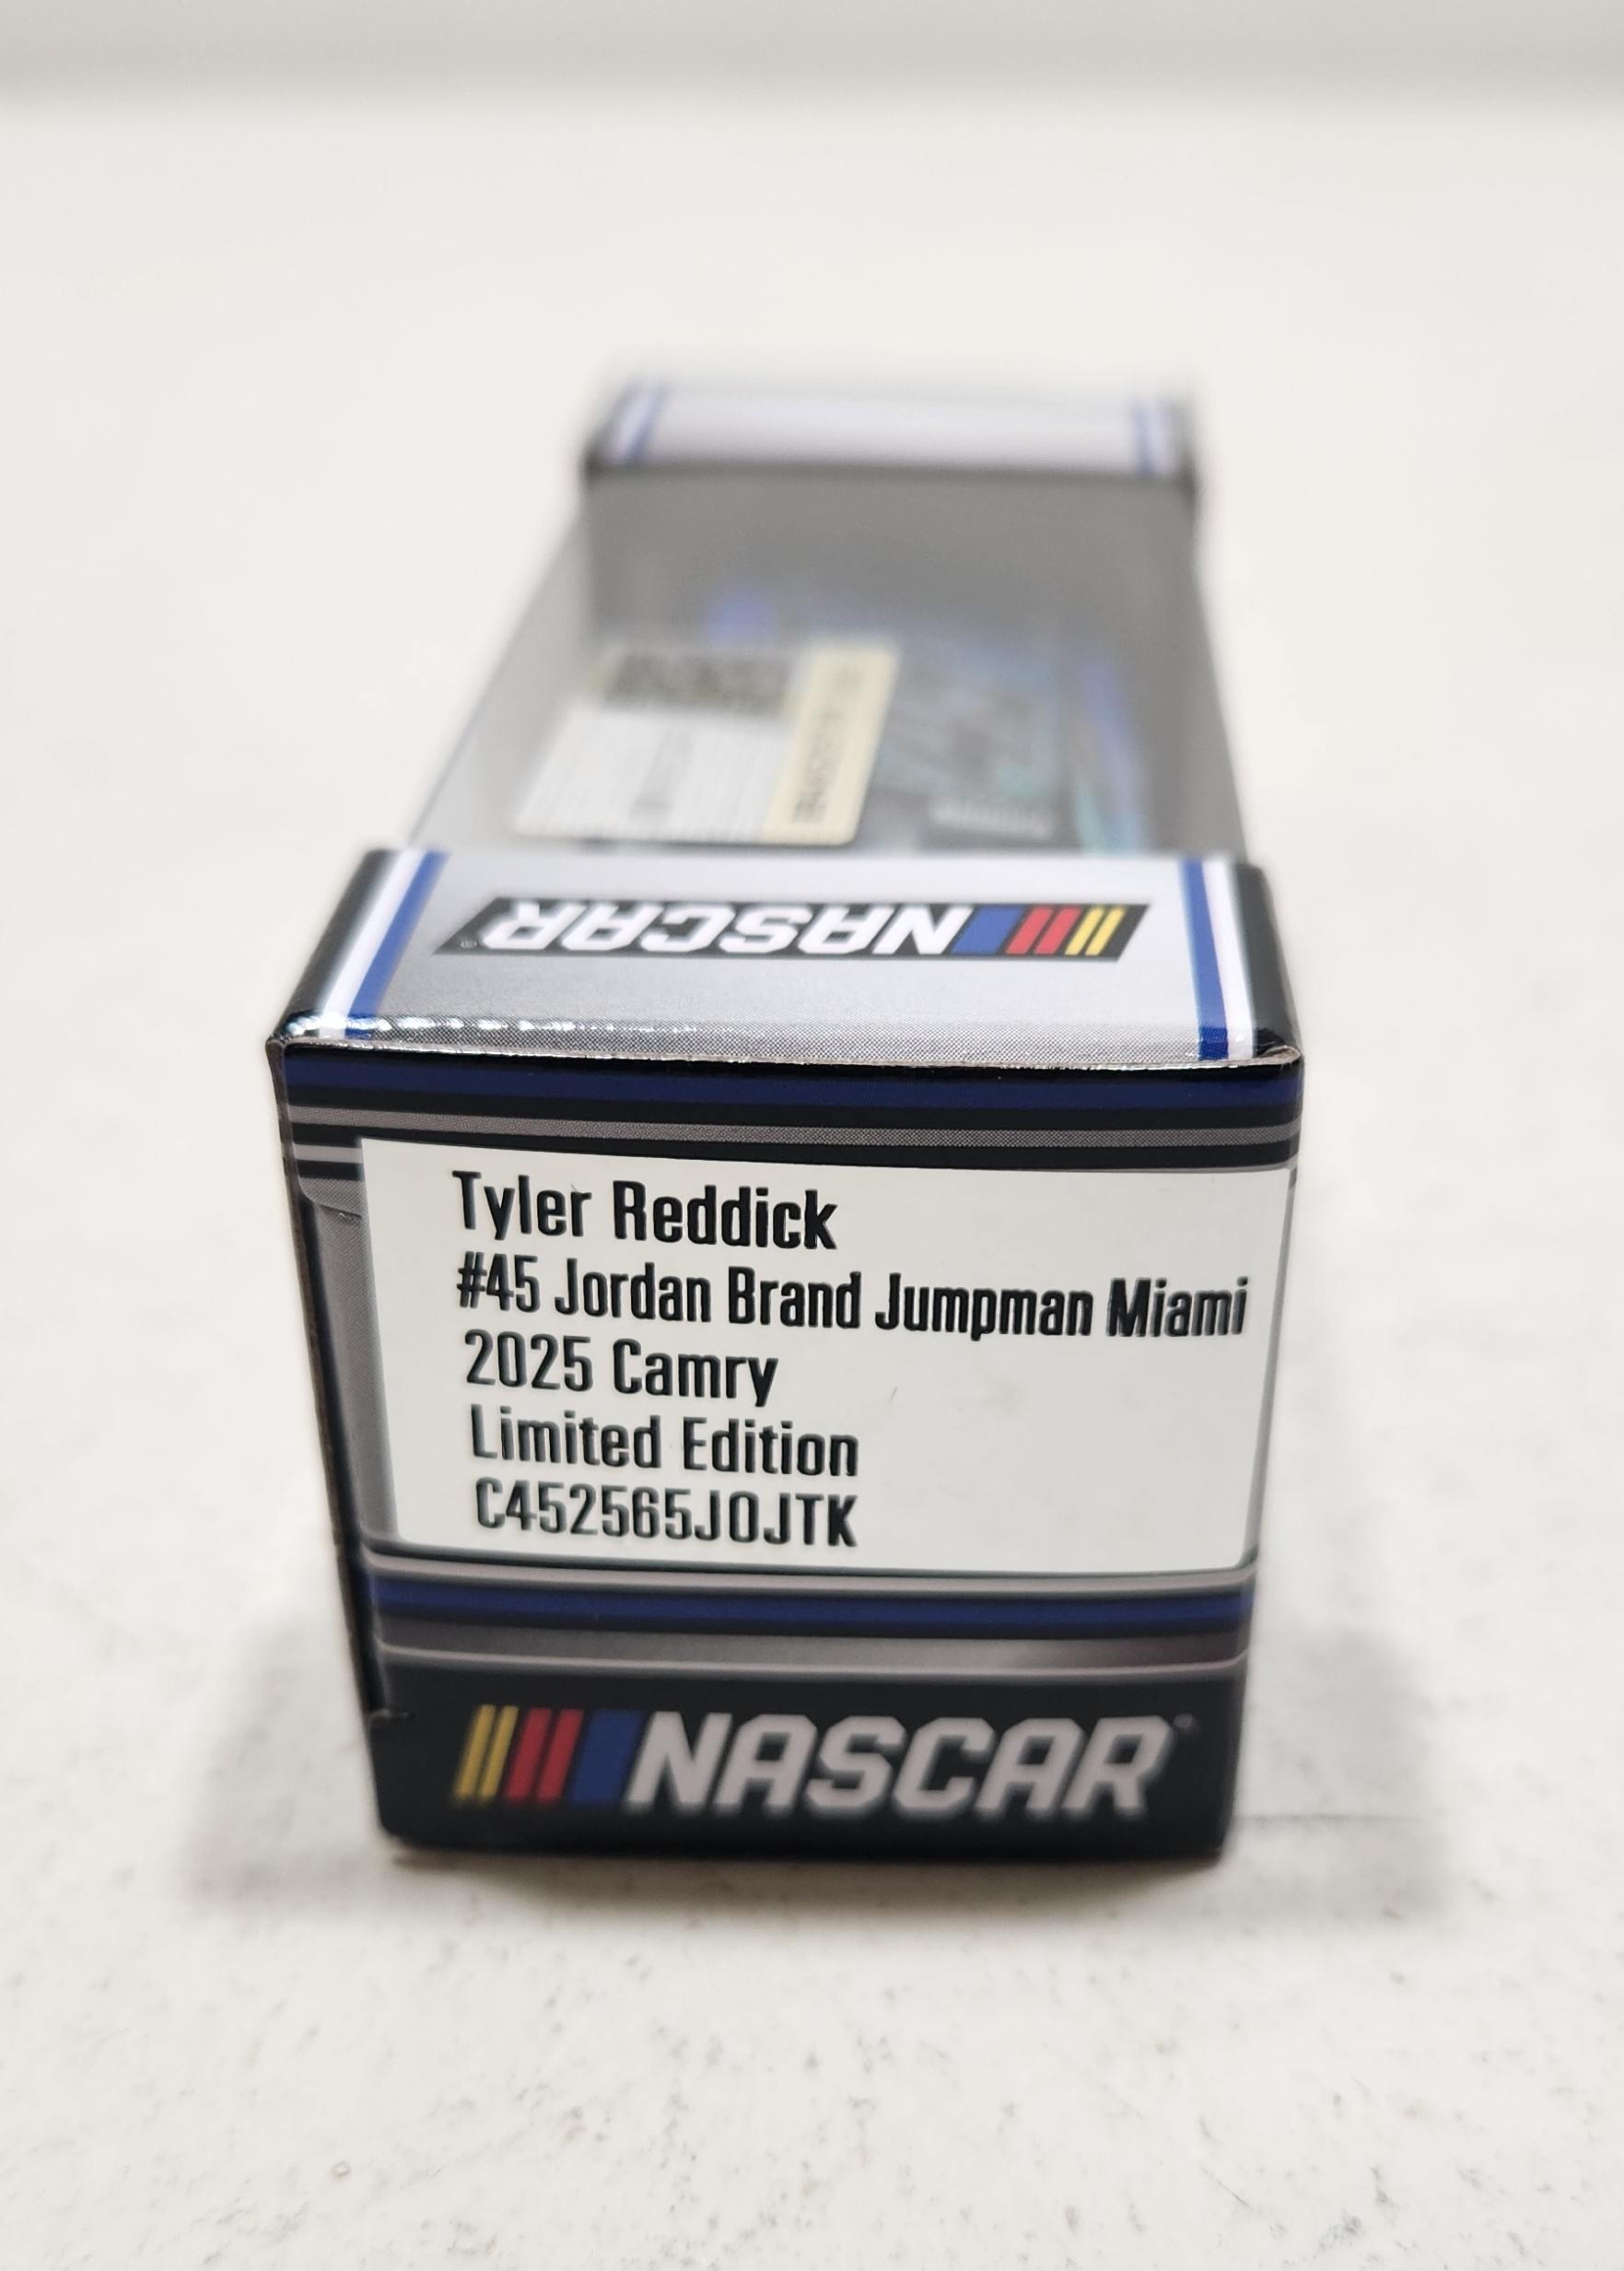 NASCAR
Tyler Reddick
#45 Jordan Brand Jumpman Miami
2025 Camry
Limited Edition
C452565JOJTK
NASCAR